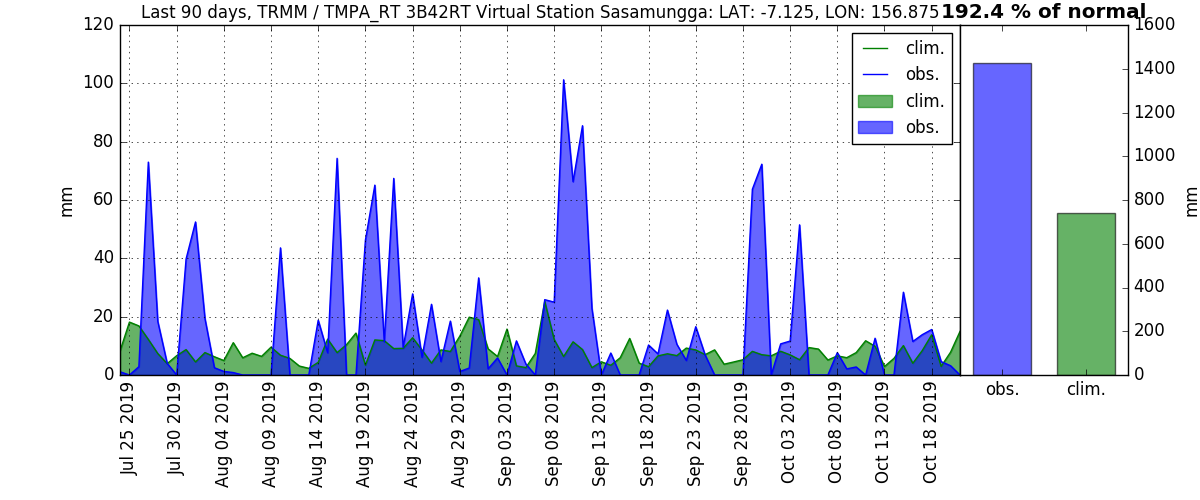 Last 90 days, TRMM / TMPA_RT 3B42RT Virtual Station Sasamungga: LAT: -7.125, LON: 156.875
192.4 % of normal
120
100
80
60
40
20
0
mm
clim.
obs.
clim.
obs.
1600
1400
1200
1000
800
600
400
200
0
mm
Jul 25 2019
Jul 30 2019
Aug 04 2019
Aug 09 2019
Aug 14 2019
Aug 19 2019
Aug 24 2019
Aug 29 2019
Sep 03 2019
Sep 08 2019
Sep 13 2019
Sep 18 2019
Sep 23 2019
Sep 28 2019
Oct 03 2019
Oct 08 2019
Oct 13 2019
Oct 18 2019
obs.
clim.